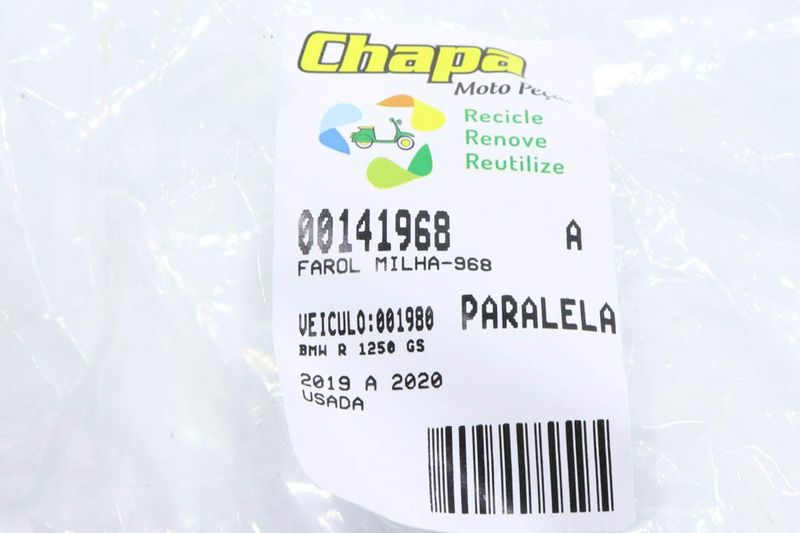 Chapa
Moto Peças
Recicle
Renove
Reutilize
00141968 A
FAROL MILHA-968
VEICULO:001980 PARALELA
BMW R 1250 GS
2019 A 2020
USADA